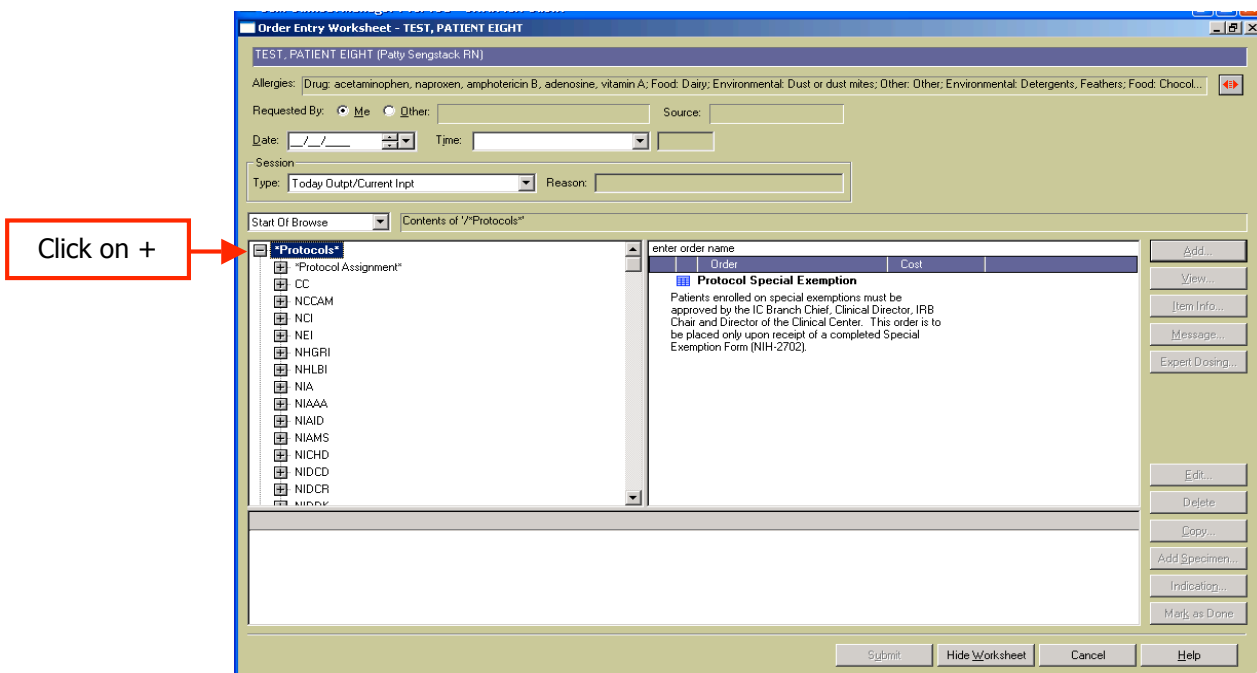 Order Entry Worksheet - TEST, PATIENT EIGHT
TEST, PATIENT EIGHT (Patty Sengstack RN)
Allergies: Drug: acetaminophen, naproxen, amphotericin B, adenosine, vitamin A; Food: Dairy; Environmental: Dust or dust mites; Other: Other; Environmental: Detergents, Feathers; Food: Chocol...
Requested By: Me Other: Source:
Date: __/__/____ Time:
Session
Type: Today Outpt/Current Inpt Reason:
Start Of Browse Contents of '/*Protocols*'
Click on +
*Protocols*
*Protocol Assignment*
CC
NCCAM
NCI
NEI
NHGRI
NHLBI
NIA
NIAAA
NIAID
NIAMS
NICHD
NIDCD
NIDCR
NIDDK
enter order name
Order Cost
Protocol Special Exemption
Patients enrolled on special exemptions must be
approved by the IC Branch Chief, Clinical Director, IRB
Chair and Director of the Clinical Center. This order is to
be placed only upon receipt of a completed Special
Exemption Form (NIH-2702).
Add...
View...
Item Info...
Message...
Expert Dosing...
Edit...
Delete
Copy...
Add Specimen...
Indication...
Mark as Done
Submit Hide Worksheet Cancel Help